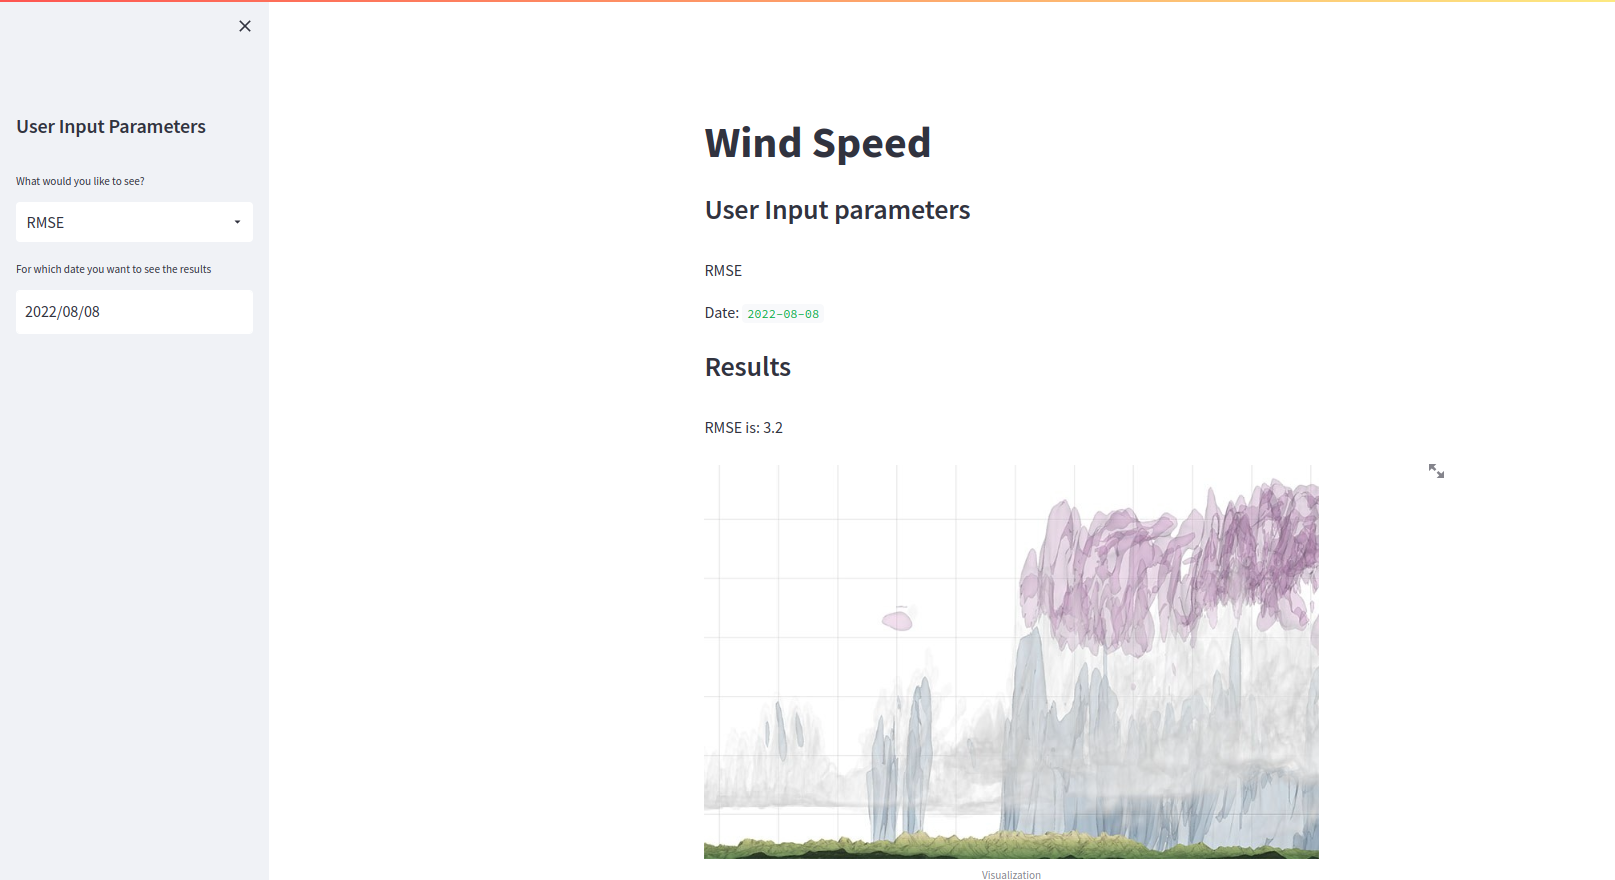 User Input Parameters
What would you like to see?
RMSE
For which date you want to see the results
2022/08/08
Wind Speed
User Input parameters
RMSE
Date: 2022-08-08
Results
RMSE is: 3.2
Visualization